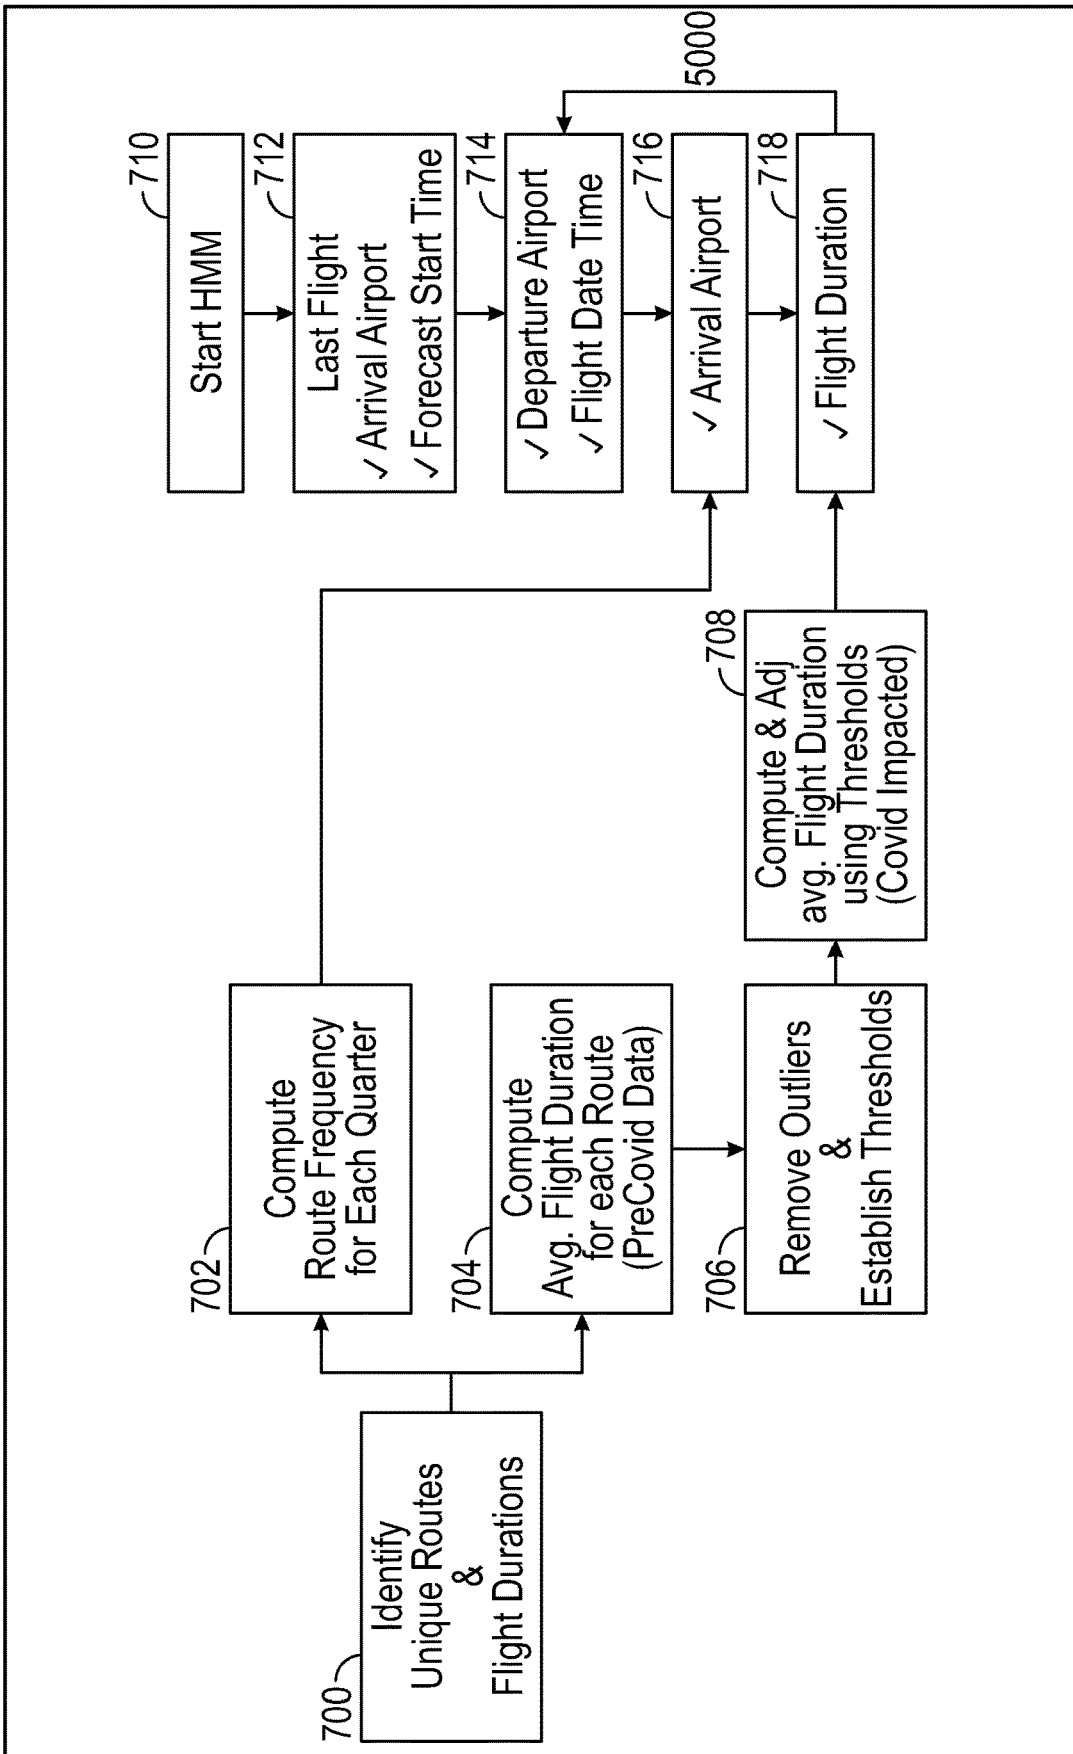 700
Identify
Unique Routes
&
Flight Durations
702
Compute
Route Frequency
for Each Quarter
704
Compute
Avg. Flight Duration
for each Route
(PreCovid Data)
706
Remove Outliers
&
Establish Thresholds
708
Compute & Adj
avg. Flight Duration
using Thresholds
(Covid Impacted)
710
Start HMM
712
Last Flight
✓ Arrival Airport
✓ Forecast Start Time
714
✓ Departure Airport
✓ Flight Date Time
716
✓ Arrival Airport
718
✓ Flight Duration
5000